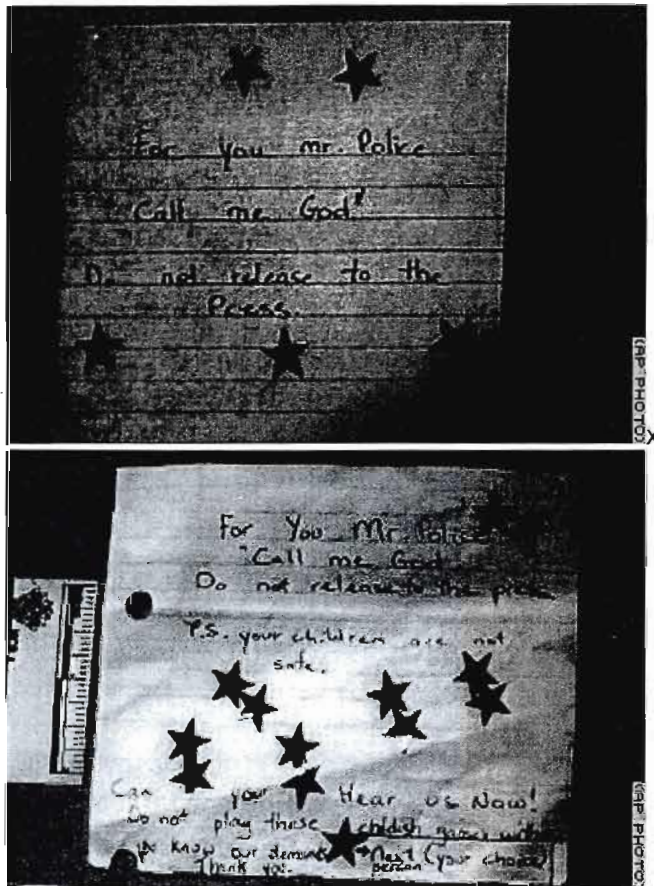 For you mr. Police
"Call me God"
Do not release to the
Press.
(AP PHOTO)
For You Mr. Police
"Call me God
Do not release to the press
P.S. your children are not
safe.
Can you Hear us Now!
Do not play these childish games with
You know our demands Next (your choice)
person
Thank you.
(AP PHOTO)